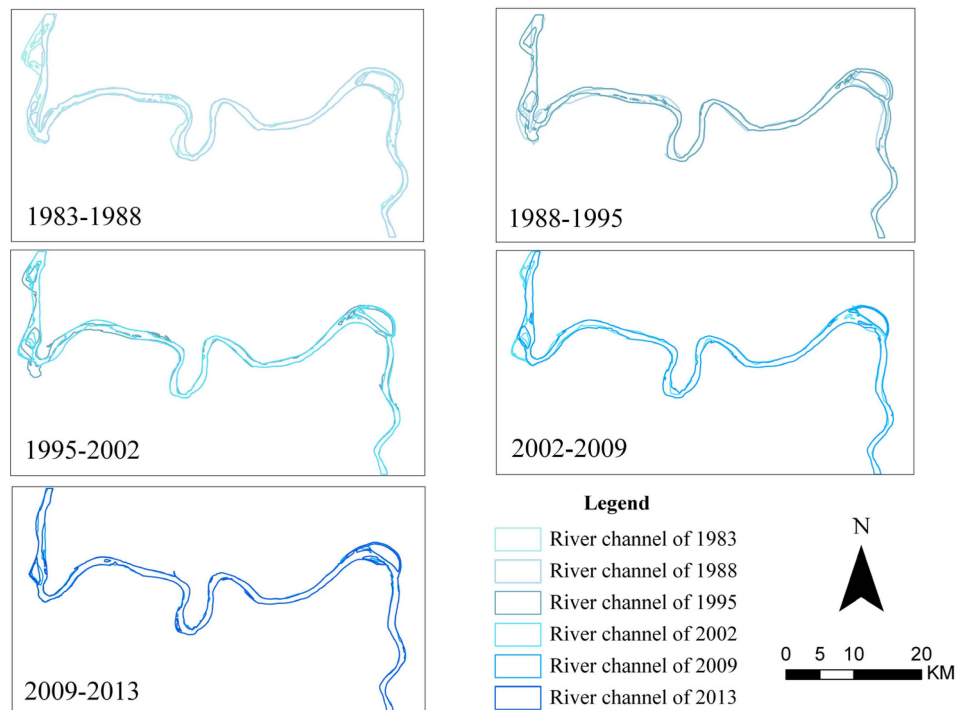 1983-1988
1988-1995
1995-2002
2002-2009
2009-2013
Legend
River channel of 1983
River channel of 1988
River channel of 1995
River channel of 2002
River channel of 2009
River channel of 2013
N
0 5 10 20
KM